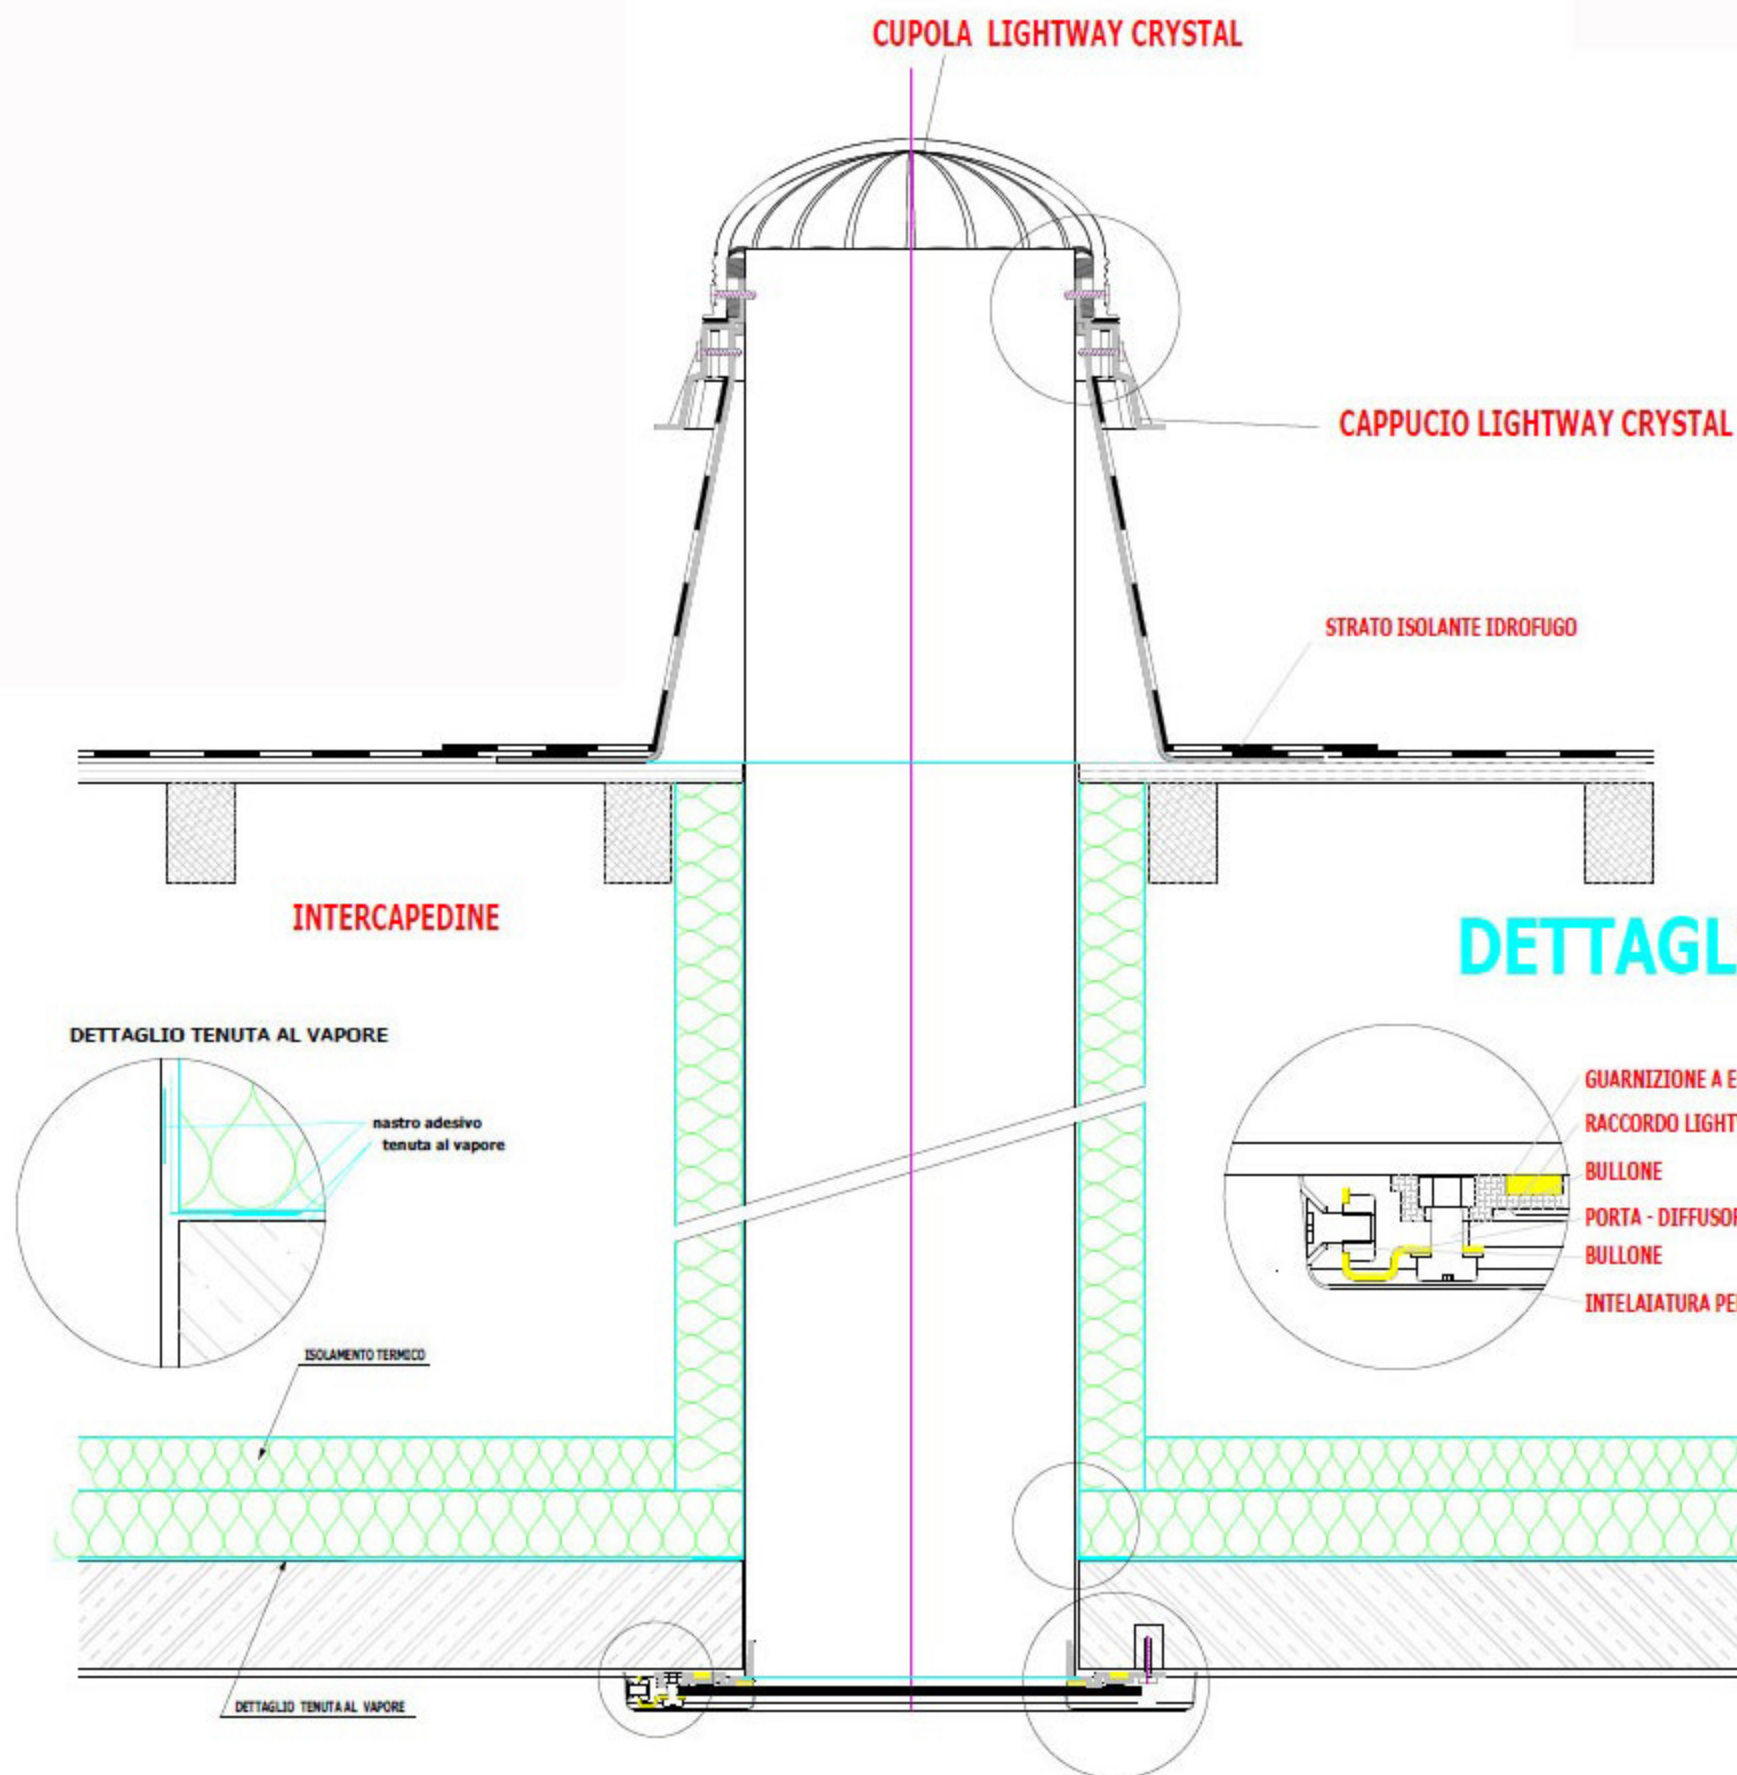 CUPOLA LIGHTWAY CRYSTAL
CAPPUCIO LIGHTWAY CRYSTAL
STRATO ISOLANTE IDROFUGO
INTERCAPEDINE
DETTAGL
DETTAGLIO TENUTA AL VAPORE
nastro adesivo
tenuta al vapore
GUARNIZIONE A E
RACCORDO LIGHT
BULLONE
PORTA - DIFFUSOR
BULLONE
INTELAIATURA PE
ISOLAMENTO TERMICO
DETTAGLIO TENUTA AL VAPORE